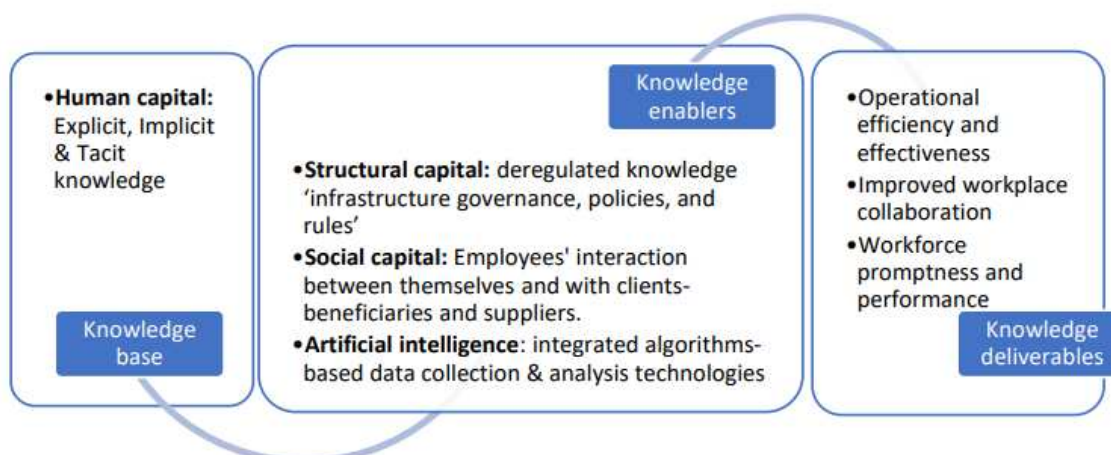 •Human capital:
Explicit, Implicit
& Tacit
knowledge
Knowledge
base
Knowledge
enablers
•Structural capital: deregulated knowledge
‘infrastructure governance, policies, and
rules’
•Social capital: Employees' interaction
between themselves and with clients-
beneficiaries and suppliers.
•Artificial intelligence: integrated algorithms-
based data collection & analysis technologies
•Operational
efficiency and
effectiveness
•Improved workplace
collaboration
•Workforce
promptness and
performance
Knowledge
deliverables